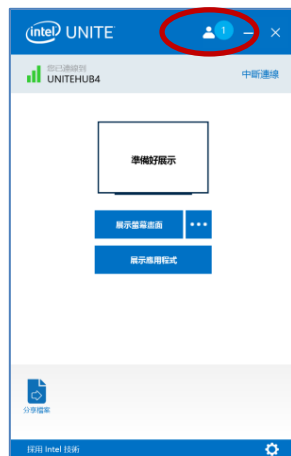 intel UNITE
1
您已連線到
UNITEHUB4
中斷連線
準備好展示
展示螢幕畫面
展示應用程式
分享檔案
採用 Intel 技術